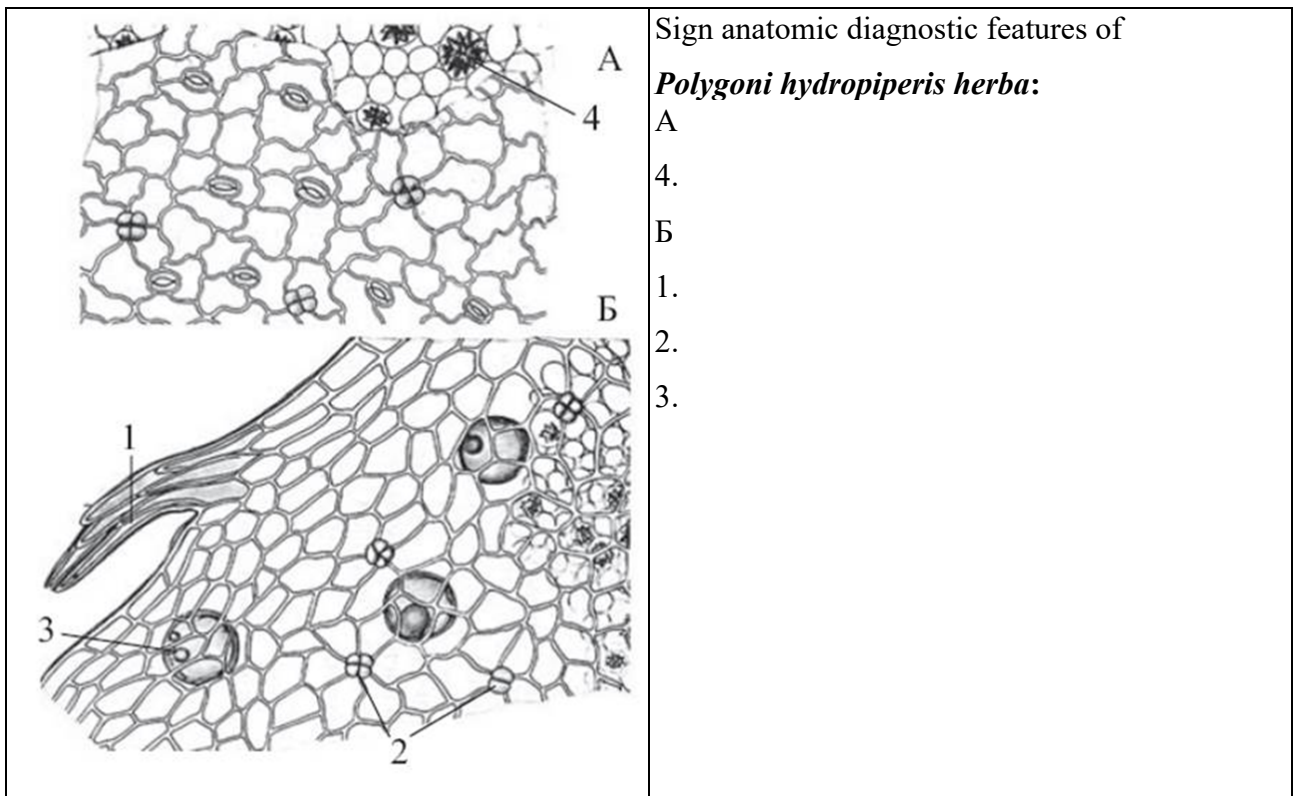 А
4
Б
1
3
2
Sign anatomic diagnostic features of
Polygoni hydropiperis herba:
А
4.
Б
1.
2.
3.